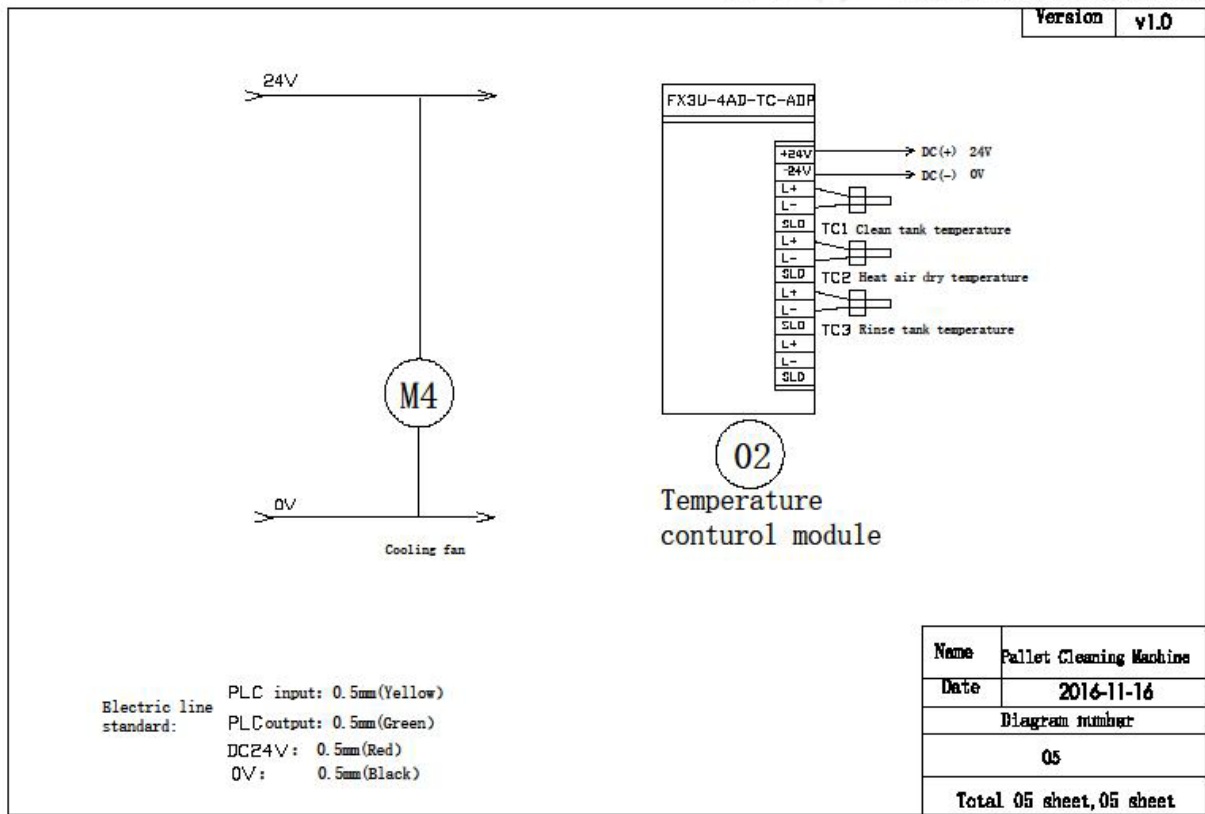 Version v1.0
24V
FX3U-4AD-TC-ADP
+24V
DC(+) 24V
-24V
DC(-) 0V
L+
L-
SLD
TC1 Clean tank temperature
L+
L-
SLD
TC2 Heat air dry temperature
L+
L-
SLD
TC3 Rinse tank temperature
L+
L-
SLD
M4
02
Temperature
conturol module
0V
Cooling fan
Electric line
standard:
PLC input: 0.5mm(Yellow)
PLCoutput: 0.5mm(Green)
DC24V: 0.5mm(Red)
0V: 0.5mm(Black)
Name Pallet Cleaning Machine
Date 2016-11-16
Diagram number
05
Total 05 sheet,05 sheet